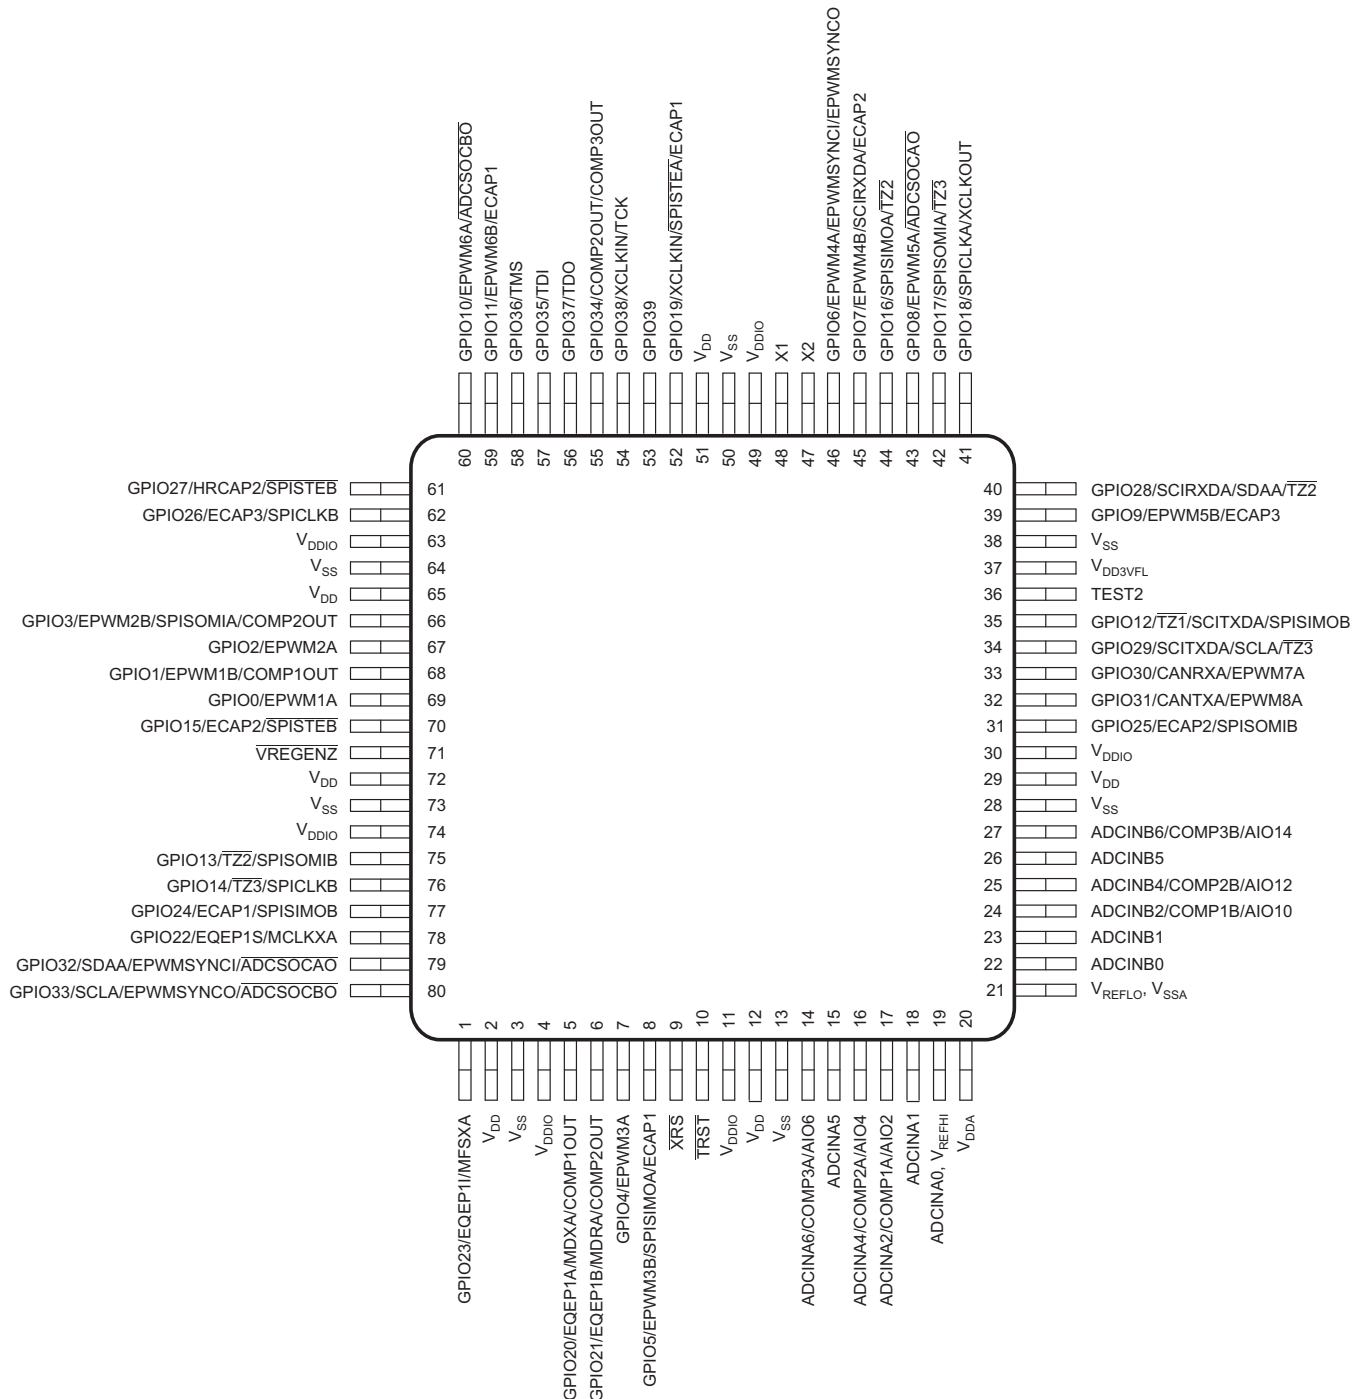 GPIO10/EPWM6A/ADCSOCBO
GPIO11/EPWM6B/ECAP1
GPIO36/TMS
GPIO35/TDI
GPIO37/TDO
GPIO34/COMP2OUT/COMP3OUT
GPIO38/XCLKIN/TCK
GPIO39
GPIO19/XCLKIN/SPISTEA/ECAP1
VDD
VSS
VDDIO
X1
X2
GPIO6/EPWM4A/EPWMSYNCI/EPWMSYNCO
GPIO7/EPWM4B/SCIRXDA/ECAP2
GPIO16/SPISIMOA/TZ2
GPIO8/EPWM5A/ADCSOCAO
GPIO17/SPISOMIA/TZ3
GPIO18/SPICLKA/XCLKOUT
60 59 58 57 56 55 54 53 52 51 50 49 48 47 46 45 44 43 42 41
GPIO27/HRCAP2/SPISTEB 61
GPIO26/ECAP3/SPICLKB 62
VDDIO 63
VSS 64
VDD 65
GPIO3/EPWM2B/SPISOMIA/COMP2OUT 66
GPIO2/EPWM2A 67
GPIO1/EPWM1B/COMP1OUT 68
GPIO0/EPWM1A 69
GPIO15/ECAP2/SPISTEB 70
VREGENZ 71
VDD 72
VSS 73
VDDIO 74
GPIO13/TZ2/SPISOMIB 75
GPIO14/TZ3/SPICLKB 76
GPIO24/ECAP1/SPISIMOB 77
GPIO22/EQEP1S/MCLKXA 78
GPIO32/SDAA/EPWMSYNCI/ADCSOCAO 79
GPIO33/SCLA/EPWMSYNCO/ADCSOCBO 80
40 GPIO28/SCIRXDA/SDAA/TZ2
39 GPIO9/EPWM5B/ECAP3
38 VSS
37 VDD3VFL
36 TEST2
35 GPIO12/TZ1/SCITXDA/SPISIMOB
34 GPIO29/SCITXDA/SCLA/TZ3
33 GPIO30/CANRXA/EPWM7A
32 GPIO31/CANTXA/EPWM8A
31 GPIO25/ECAP2/SPISOMIB
30 VDDIO
29 VDD
28 VSS
27 ADCINB6/COMP3B/AIO14
26 ADCINB5
25 ADCINB4/COMP2B/AIO12
24 ADCINB2/COMP1B/AIO10
23 ADCINB1
22 ADCINB0
21 VREFLO, VSSA
1 2 3 4 5 6 7 8 9 10 11 12 13 14 15 16 17 18 19 20
GPIO23/EQEP1I/MFSXA
VDD
VSS
VDDIO
GPIO20/EQEP1A/MDXA/COMP1OUT
GPIO21/EQEP1B/MDRA/COMP2OUT
GPIO4/EPWM3A
GPIO5/EPWM3B/SPISIMOA/ECAP1
XRS
TRST
VDDIO
VDD
VSS
ADCINA6/COMP3A/AIO6
ADCINA5
ADCINA4/COMP2A/AIO4
ADCINA2/COMP1A/AIO2
ADCINA1
ADCINA0, VREFHI
VDDA